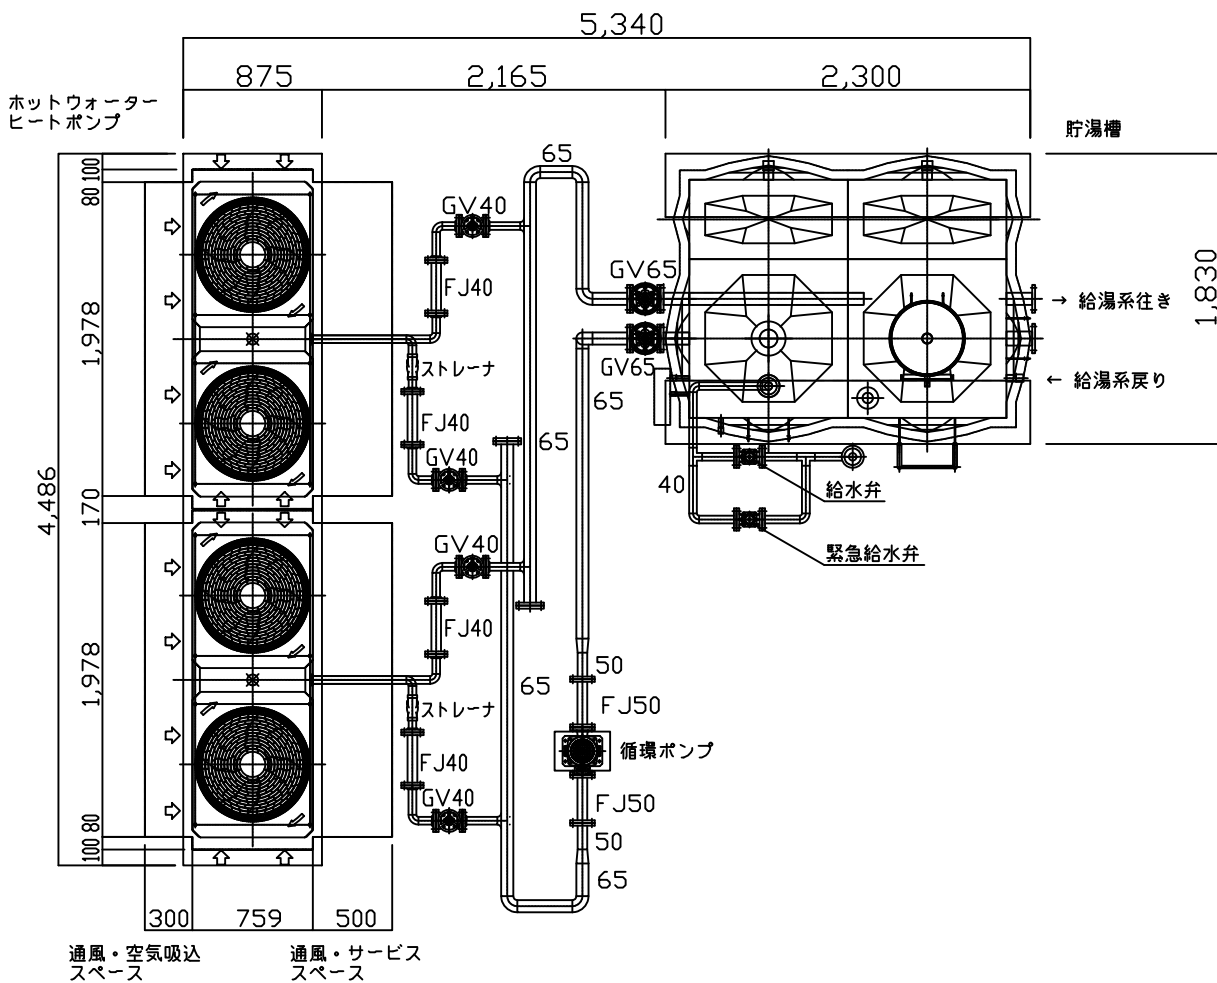 5,340
875
2,165
2,300
ホットウォーター
ヒートポンプ
貯湯槽
65
100
80
GV40
GV65
FJ40
1,830
→ 給湯系往き
1,978
ストレーナ
GV65
← 給湯系戻り
65
FJ40
65
GV40
40
給水弁
4,486
170
GV40
緊急給水弁
FJ40
50
1,978
65
ストレーナ
FJ50
循環ポンプ
FJ40
GV40
FJ50
80
50
100
65
300
759
500
通風・空気吸込
スペース
通風・サービス
スペース